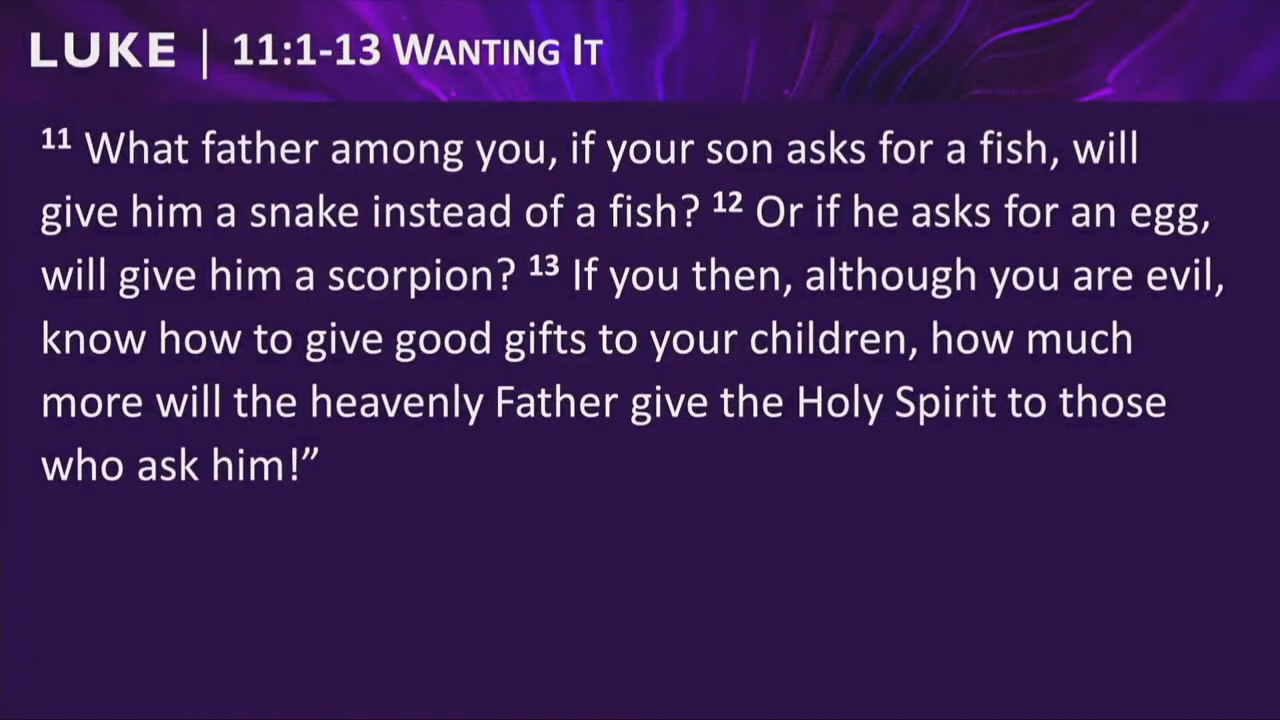 LUKE | 11:1-13 WANTING IT
11 What father among you, if your son asks for a fish, will
give him a snake instead of a fish? 12 Or if he asks for an egg,
will give him a scorpion? 13 If you then, although you are evil,
know how to give good gifts to your children, how much
more will the heavenly Father give the Holy Spirit to those
who ask him!”